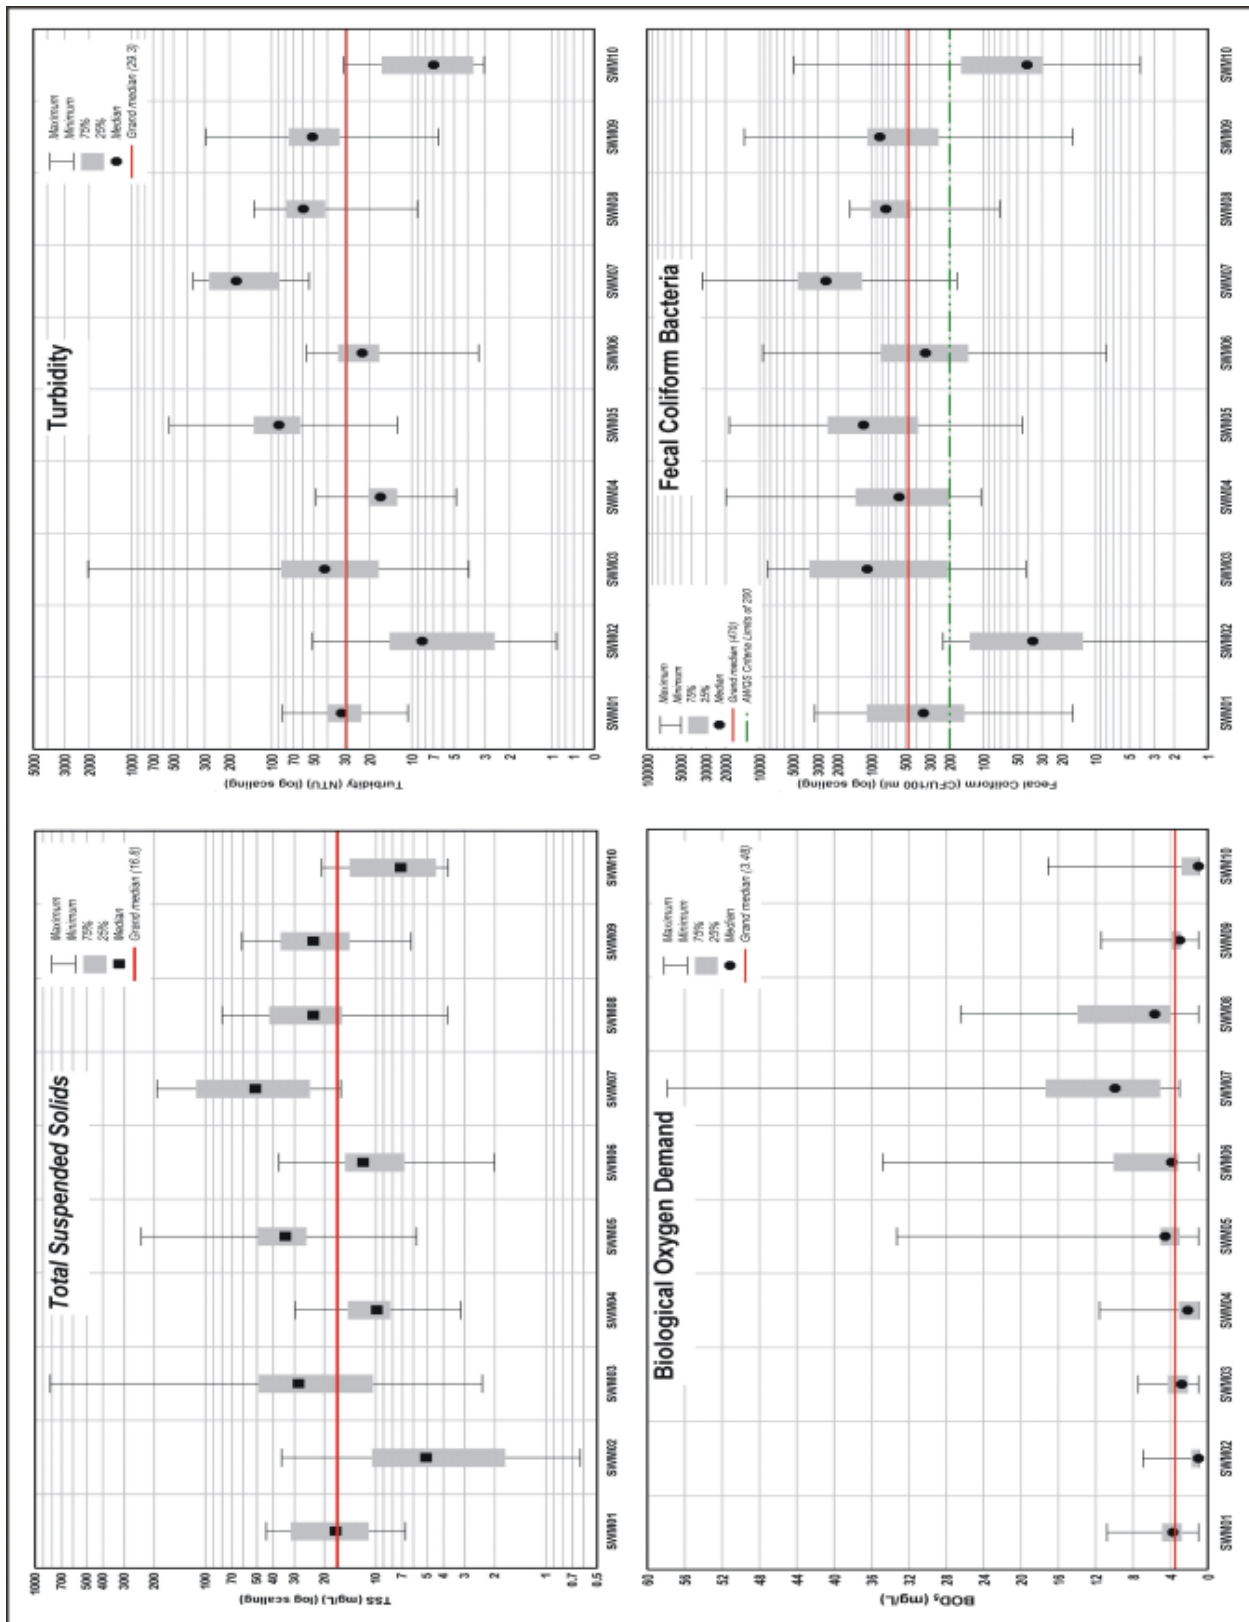 Total Suspended Solids
Maximum
Minimum
75%
25%
Median
Grand median (16.8)
TSS (mg/L) (log scaling)
1000
700
500
400
300
200
100
70
50
40
30
20
10
7
5
4
3
2
1
0.7
0.5
SWM01 SWM02 SWM03 SWM04 SWM05 SWM06 SWM07 SWM08 SWM09 SWM10
Turbidity
Maximum
Minimum
75%
25%
Median
Grand median (29.3)
Turbidity (NTU) (log scaling)
5000
3000
2000
1000
700
500
300
200
100
70
50
30
20
10
7
5
3
2
1
0
SWM01 SWM02 SWM03 SWM04 SWM05 SWM06 SWM07 SWM08 SWM09 SWM10
Biological Oxygen Demand
Maximum
Minimum
75%
25%
Median
Grand median (3.48)
BOD₅ (mg/L)
60
56
52
48
44
40
36
32
28
24
20
16
12
8
4
0
SWM01 SWM02 SWM03 SWM04 SWM05 SWM06 SWM07 SWM08 SWM09 SWM10
Fecal Coliform Bacteria
Maximum
Minimum
75%
25%
Median
Grand median (470)
AWQS Criteria Limits of 200
Fecal Coliform (CFU/100 ml) (log scaling)
100000
50000
30000
20000
10000
5000
3000
2000
1000
500
300
200
100
50
30
20
10
5
3
2
1
SWM01 SWM02 SWM03 SWM04 SWM05 SWM06 SWM07 SWM08 SWM09 SWM10